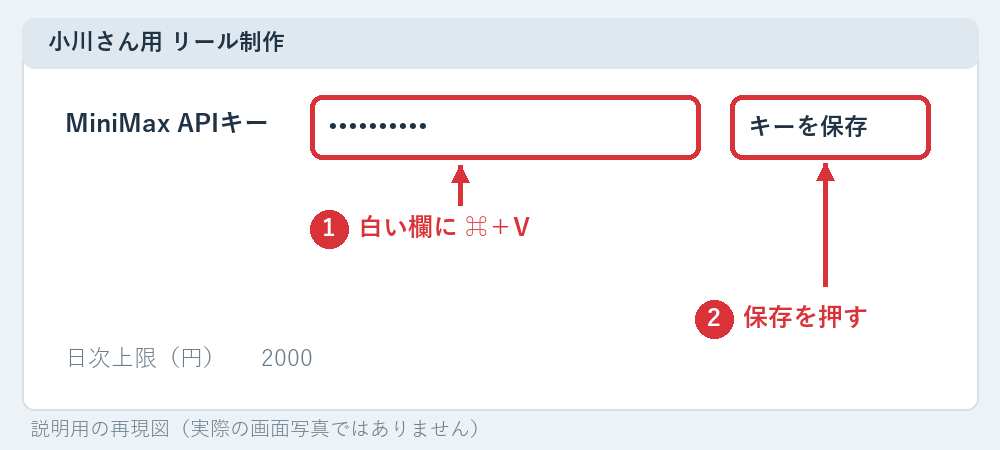 小川さん用 リール制作
MiniMax APIキー
••••••••••
キーを保存
1 白い欄に ⌘＋V
2 保存を押す
日次上限（円） 2000
説明用の再現図（実際の画面写真ではありません）